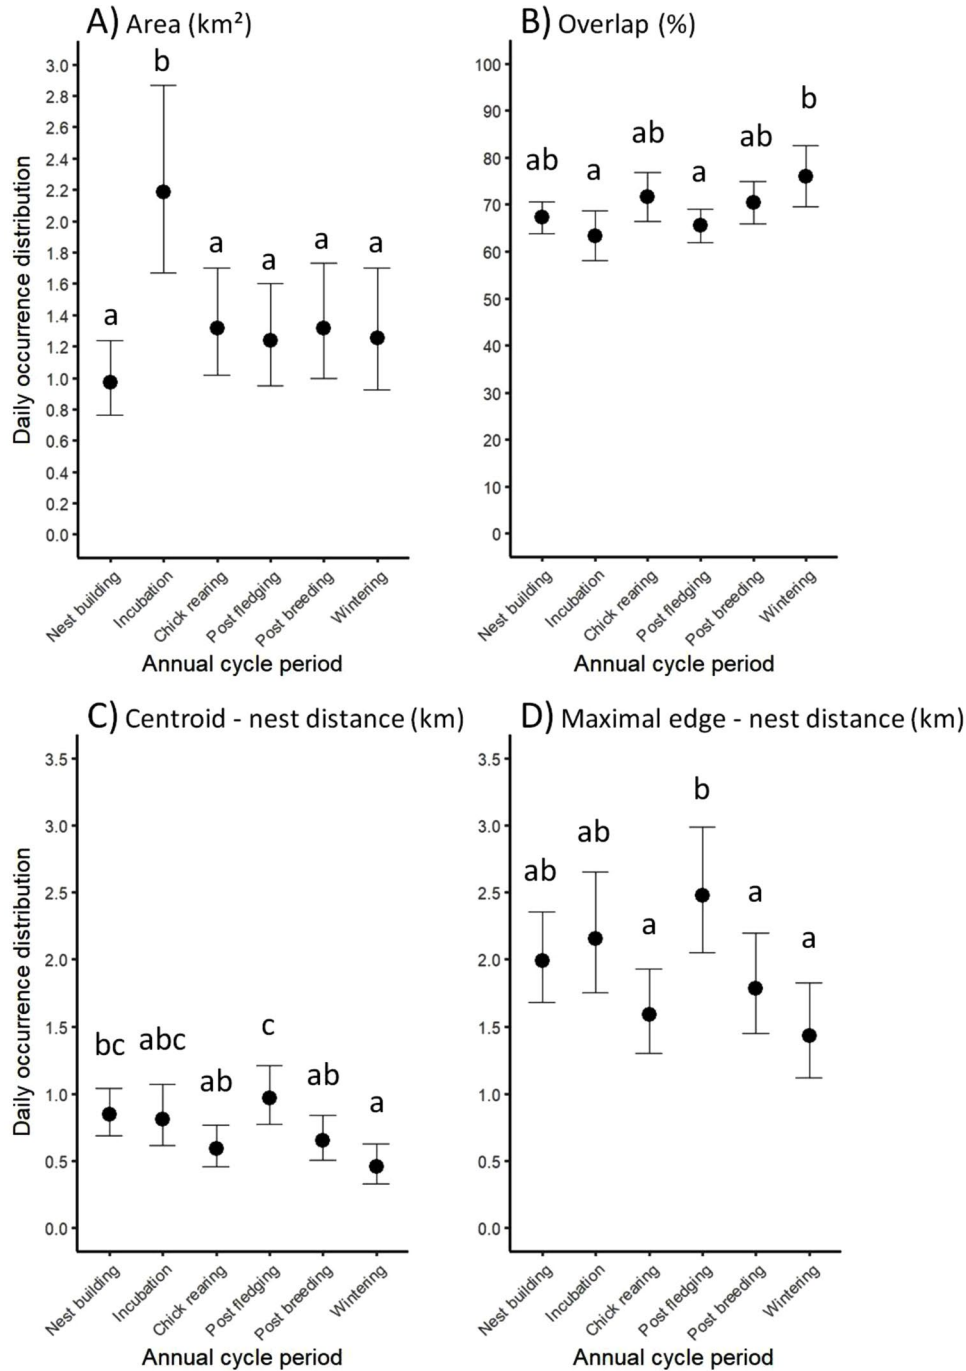 A) Area (km²)
Daily occurrence distribution
3.0
2.8
2.6
2.4
2.2
2.0
1.8
1.6
1.4
1.2
1.0
0.8
0.6
0.4
0.2
0.0
a
b
a
a
a
a
Nest building
Incubation
Chick rearing
Post fledging
Post breeding
Wintering
Annual cycle period
B) Overlap (%)
100
90
80
70
60
50
40
30
20
10
0
ab
a
ab
a
ab
b
Nest building
Incubation
Chick rearing
Post fledging
Post breeding
Wintering
Annual cycle period
C) Centroid - nest distance (km)
Daily occurrence distribution
3.5
3.0
2.5
2.0
1.5
1.0
0.5
0.0
bc
abc
ab
c
ab
a
Nest building
Incubation
Chick rearing
Post fledging
Post breeding
Wintering
Annual cycle period
D) Maximal edge - nest distance (km)
3.5
3.0
2.5
2.0
1.5
1.0
0.5
0.0
ab
ab
a
b
a
a
Nest building
Incubation
Chick rearing
Post fledging
Post breeding
Wintering
Annual cycle period